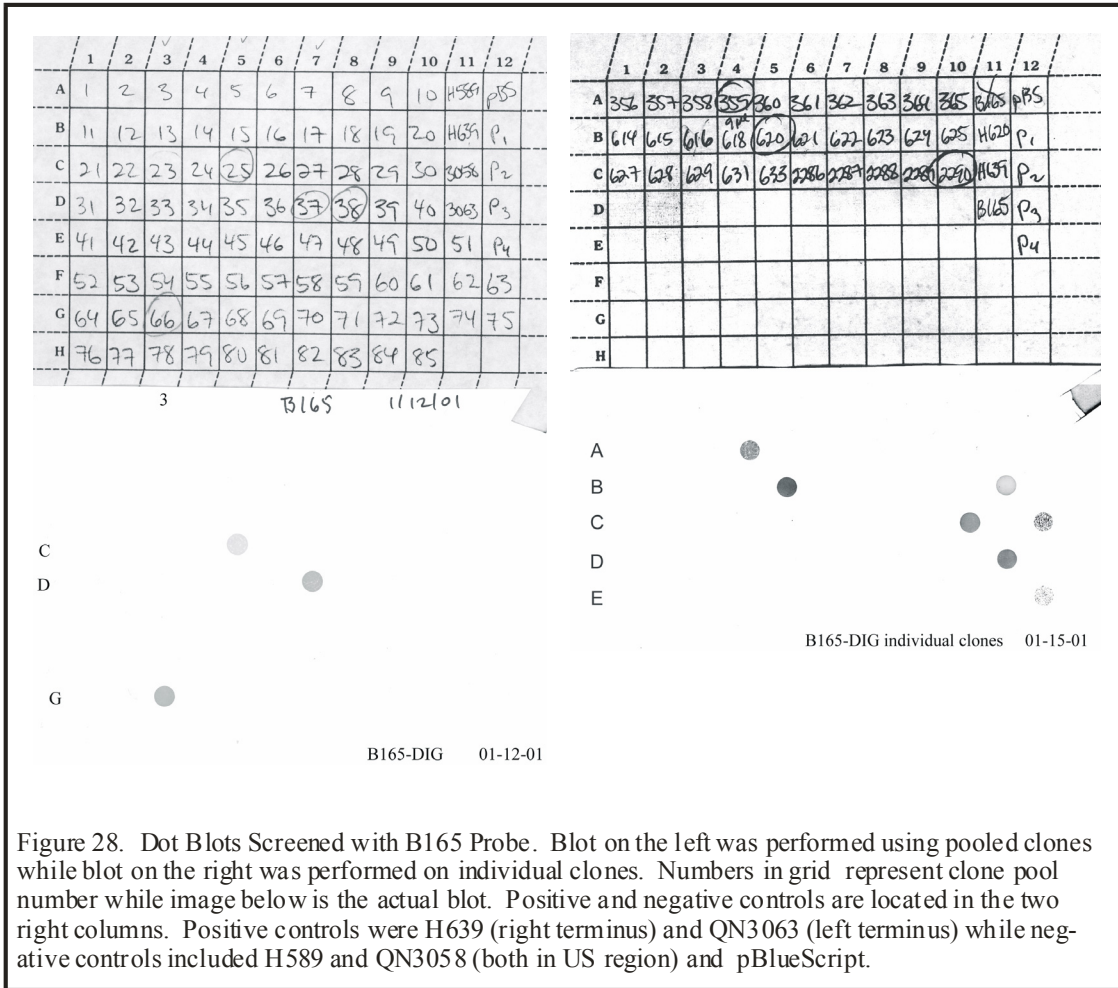 1 2 3 4 5 6 7 8 9 10 11 12
A 1 2 3 4 5 6 7 8 9 10 H589 pBS
B 11 12 13 14 15 16 17 18 19 20 H639 P1
C 21 22 23 24 25 26 27 28 29 30 3058 P2
D 31 32 33 34 35 36 37 38 39 40 3063 P3
E 41 42 43 44 45 46 47 48 49 50 51 P4
F 52 53 54 55 56 57 58 59 60 61 62 63
G 64 65 66 67 68 69 70 71 72 73 74 75
H 76 77 78 79 80 81 82 83 84 85
3 B165 1/12/01
C
D
G
B165-DIG 01-12-01
1 2 3 4 5 6 7 8 9 10 11 12
A 356 357 358 359 360 361 362 363 364 365 B165 pBS
B 614 615 616 618 620 621 622 623 624 625 H620 P1
C 627 628 629 631 633 2286 2287 2288 2289 2290 H639 P2
D B165 P3
E P4
F
G
H
A
B
C
D
E
B165-DIG individual clones 01-15-01
Figure 28. Dot Blots Screened with B165 Probe. Blot on the left was performed using pooled clones
while blot on the right was performed on individual clones. Numbers in grid represent clone pool
number while image below is the actual blot. Positive and negative controls are located in the two
right columns. Positive controls were H639 (right terminus) and QN3063 (left terminus) while neg-
ative controls included H589 and QN3058 (both in US region) and pBlueScript.